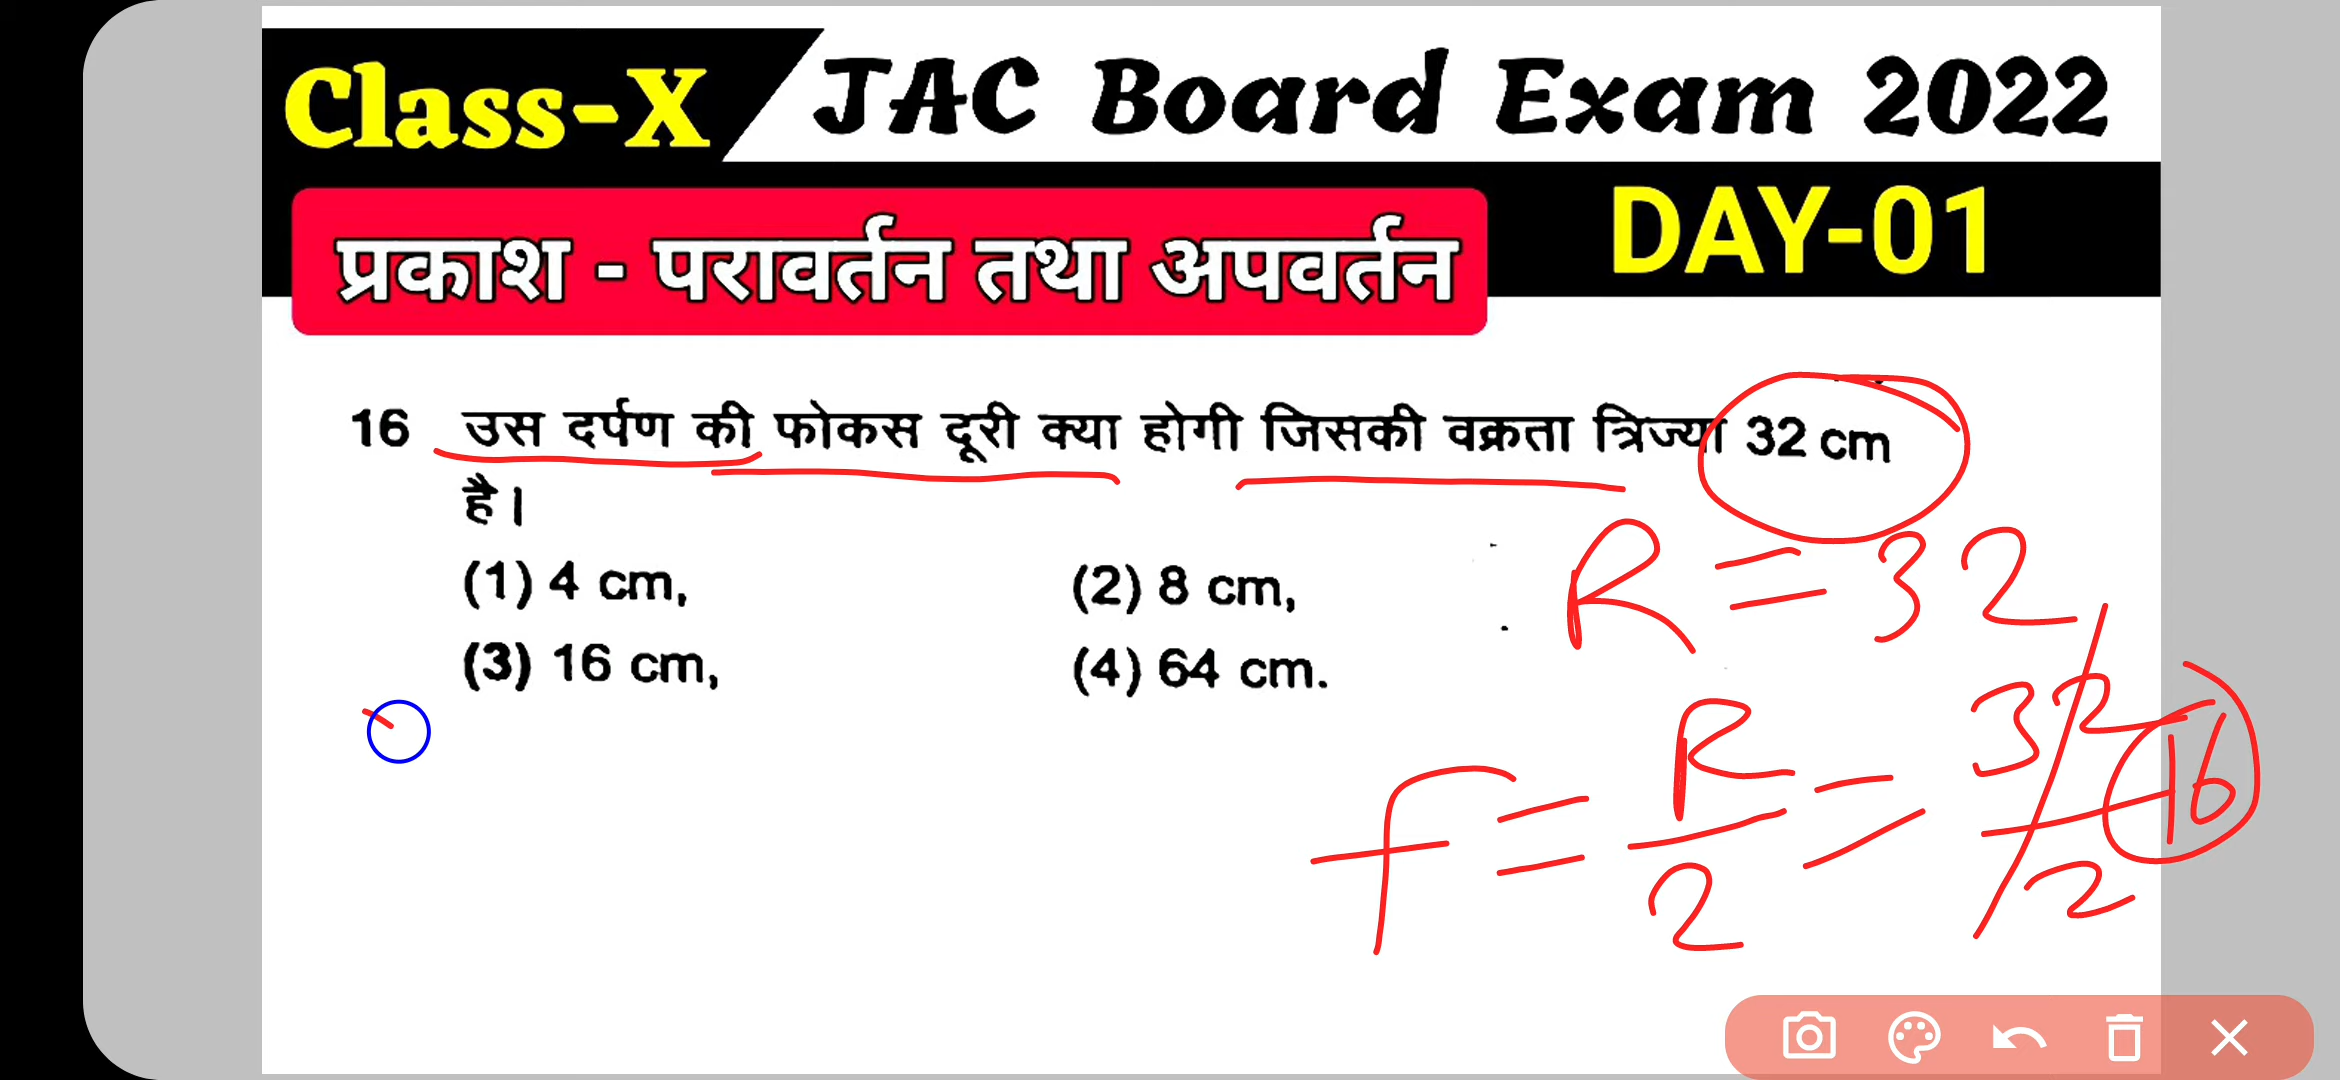 Class-X JAC Board Exam 2022
प्रकाश - परावर्तन तथा अपवर्तन DAY-01
16 उस दर्पण की फोकस दूरी क्या होगी जिसकी वक्रता त्रिज्या 32 cm
है।
(1) 4 cm, (2) 8 cm,
(3) 16 cm, (4) 64 cm.
R = 32
f = R/2 = 32/2 16